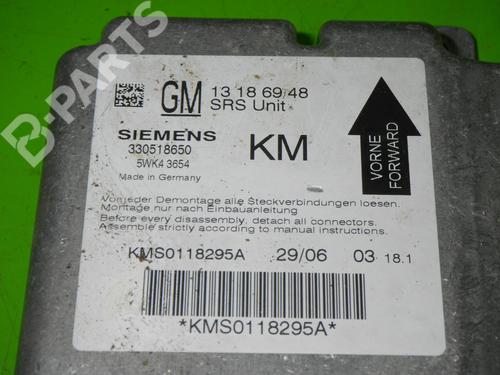 GM 13 18 69 48
SRS Unit
SIEMENS
330518650
5WK4 3654
Made in Germany
KM
VORNE
FORWARD
Vor jeder Demontage alle Steckverbindungen loesen.
Montage nur nach Einbauanleitung
Before every disassembly, detach all connectors.
Assemble strictly according to manual instructions.
KMS0118295A 29/06 03 18.1
*KMS0118295A*
B-PARTS
B-PARTS